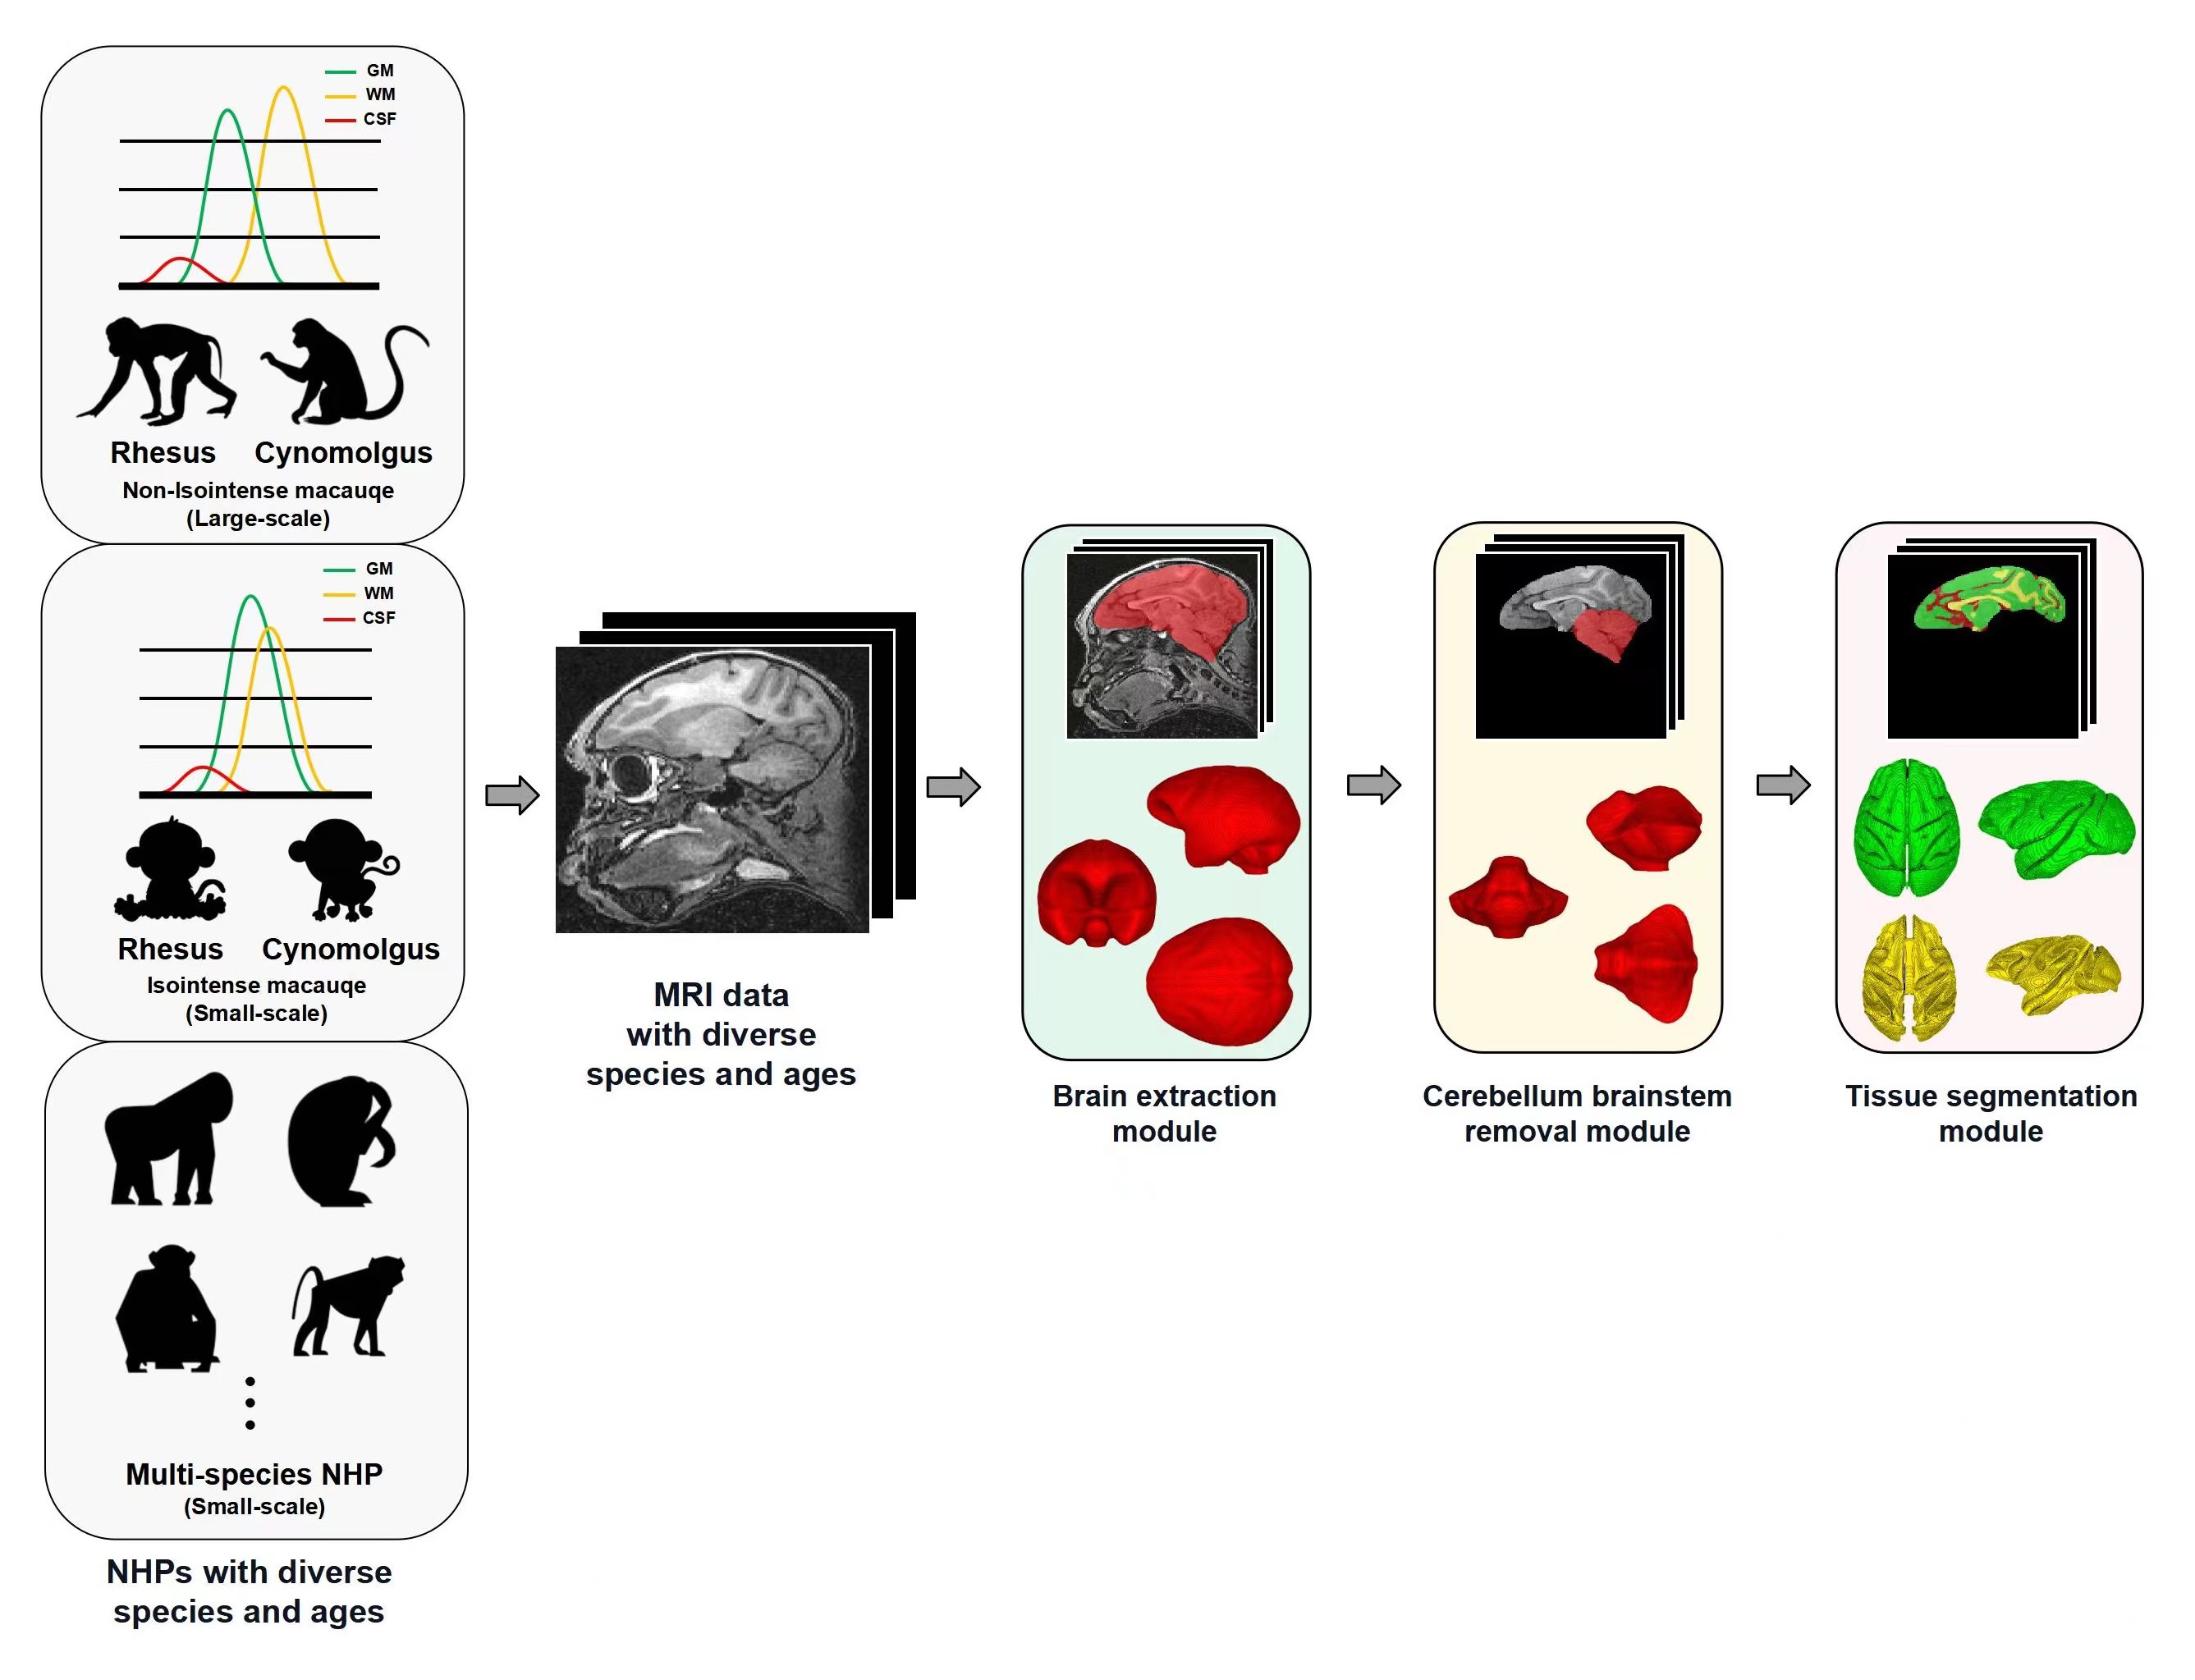 GM
WM
CSF
Rhesus Cynomolgus
Non-Isointense macauqe
(Large-scale)
GM
WM
CSF
Rhesus Cynomolgus
Isointense macauqe
(Small-scale)
Multi-species NHP
(Small-scale)
NHPs with diverse
species and ages
MRI data
with diverse
species and ages
Brain extraction
module
Cerebellum brainstem
removal module
Tissue segmentation
module